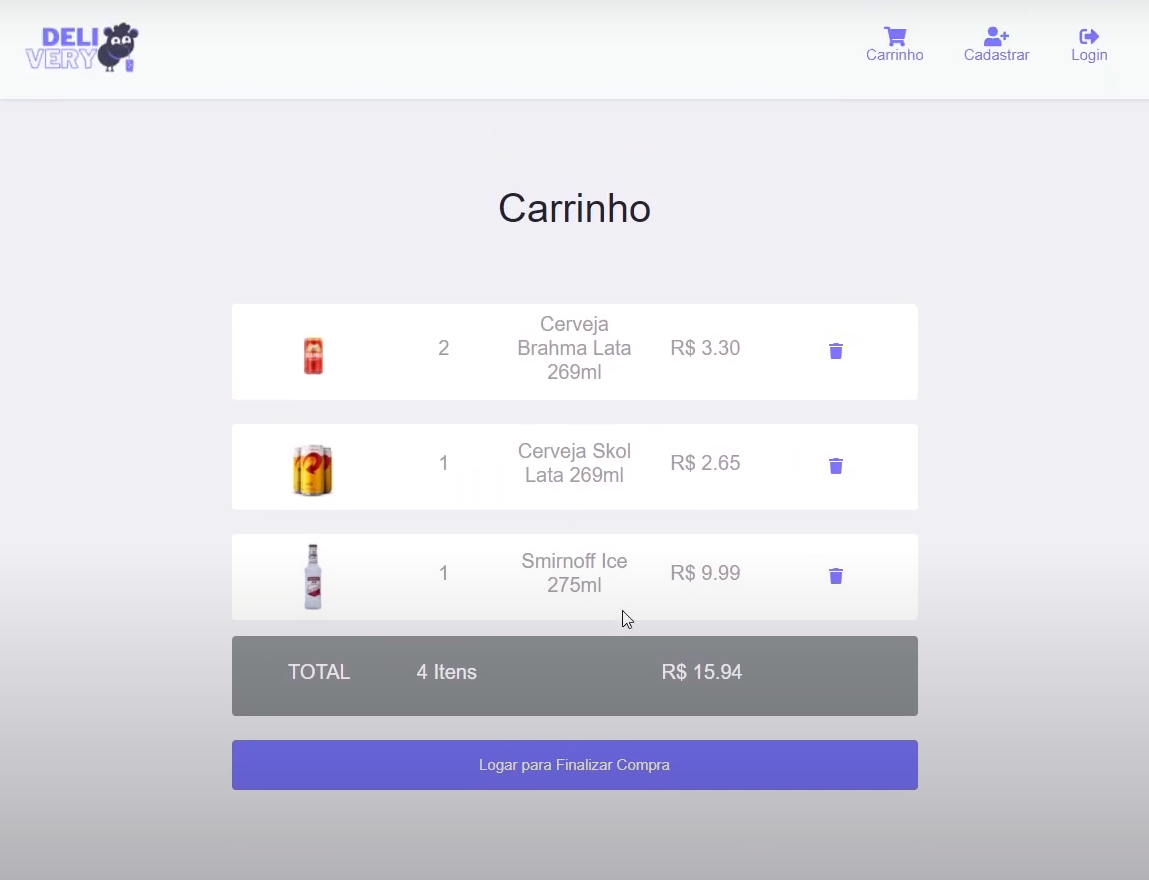 DELI
VERY
Carrinho
Cadastrar
Login
Carrinho
2
Cerveja
Brahma Lata
269ml
R$ 3.30
1
Cerveja Skol
Lata 269ml
R$ 2.65
1
Smirnoff Ice
275ml
R$ 9.99
TOTAL
4 Itens
R$ 15.94
Logar para Finalizar Compra